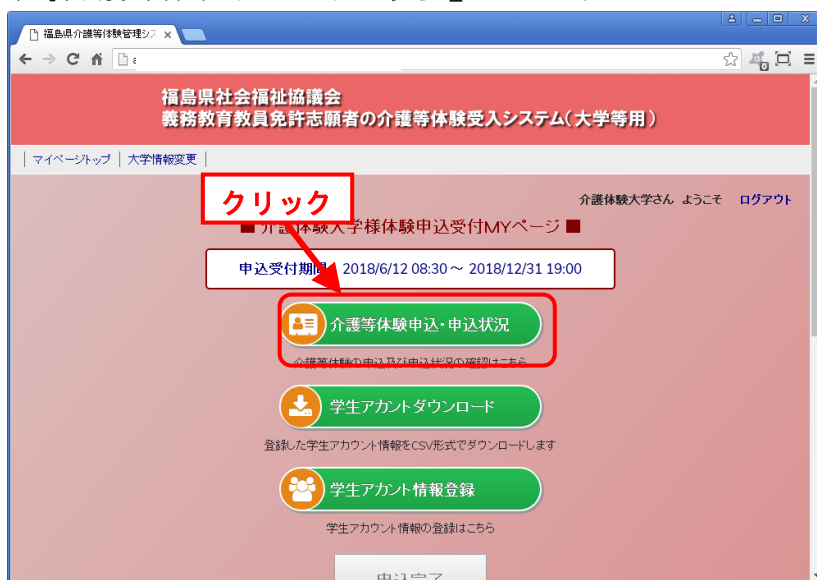 福島県介護等体験管理シス
福島県社会福祉協議会
義務教育教員免許志願者の介護等体験受入システム(大学等用)
| マイページトップ | 大学情報変更 |
クリック
介護体験大学さん ようこそ ログアウト
■ 介護体験大学様体験申込受付MYページ ■
申込受付期間 2018/6/12 08:30 ～ 2018/12/31 19:00
介護等体験申込・申込状況
介護等体験の申込及び申込状況の確認はこちら
学生アカントダウンロード
登録した学生アカウント情報をCSV形式でダウンロードします
学生アカント情報登録
学生アカウント情報の登録はこちら
申込完了